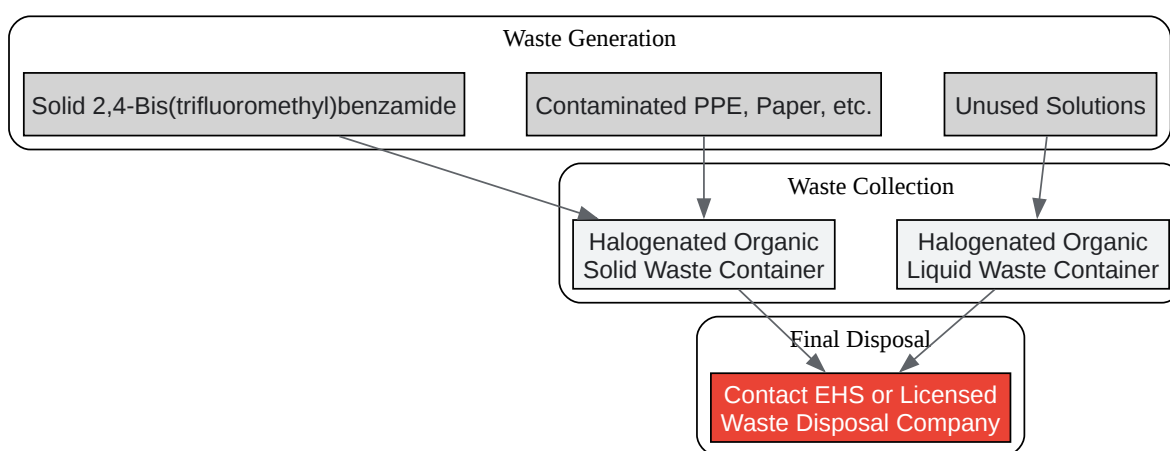 Waste Generation
Solid 2,4-Bis(trifluoromethyl)benzamide
Contaminated PPE, Paper, etc.
Unused Solutions
Waste Collection
Halogenated Organic
Solid Waste Container
Halogenated Organic
Liquid Waste Container
Final Disposal
Contact EHS or Licensed
Waste Disposal Company